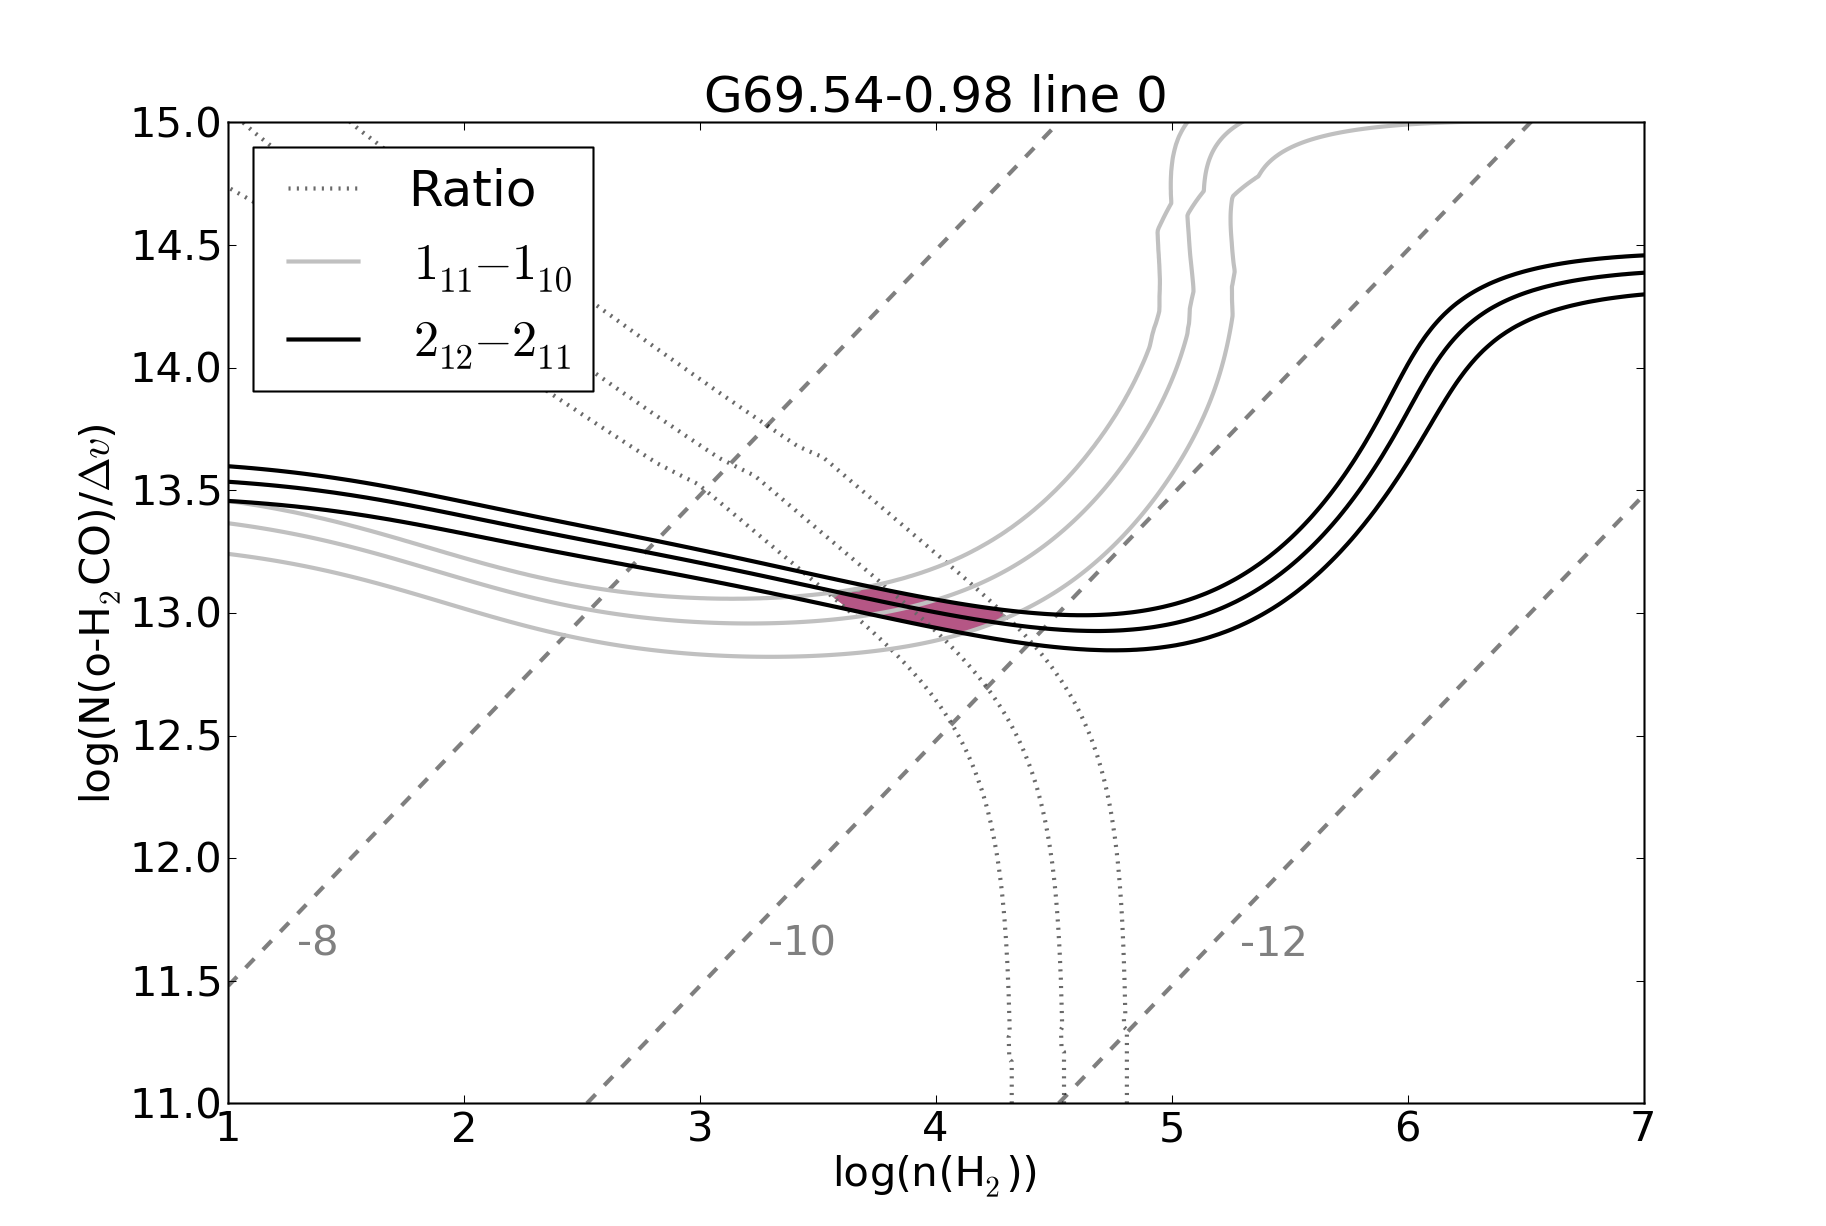 G69.54-0.98 line 0
15.0
14.5
14.0
13.5
13.0
12.5
12.0
11.5
11.0
log(N(o-H₂CO)/Δv)
Ratio
1₁₁−1₁₀
2₁₂−2₁₁
-8
-10
-12
1 2 3 4 5 6 7
log(n(H₂))